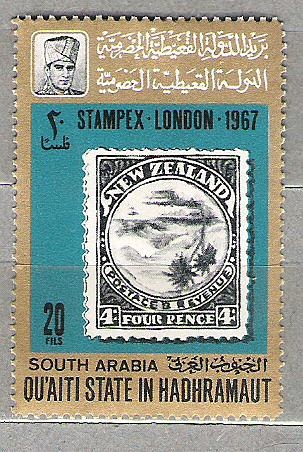 بريد الدولة القعيطية الحضرمية
الدولة القعيطية الحضرمية
STAMPEX · LONDON · 1967
٢٠
فلسا
NEW ZEALAND
POSTAGE & REVENUE
4ᵈ FOUR PENCE 4ᵈ
20
FILS
SOUTH ARABIA الجنوب العربي
QU'AITI STATE IN HADHRAMAUT